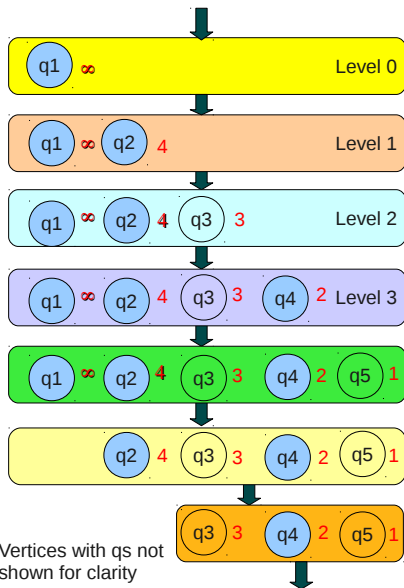 q1 ∞ Level 0
q1 ∞ q2 4 Level 1
q1 ∞ q2 4 q3 3 Level 2
q1 ∞ q2 4 q3 3 q4 2 Level 3
q1 ∞ q2 4 q3 3 q4 2 q5 1
q2 4 q3 3 q4 2 q5 1
q3 3 q4 2 q5 1
Vertices with qs not
shown for clarity